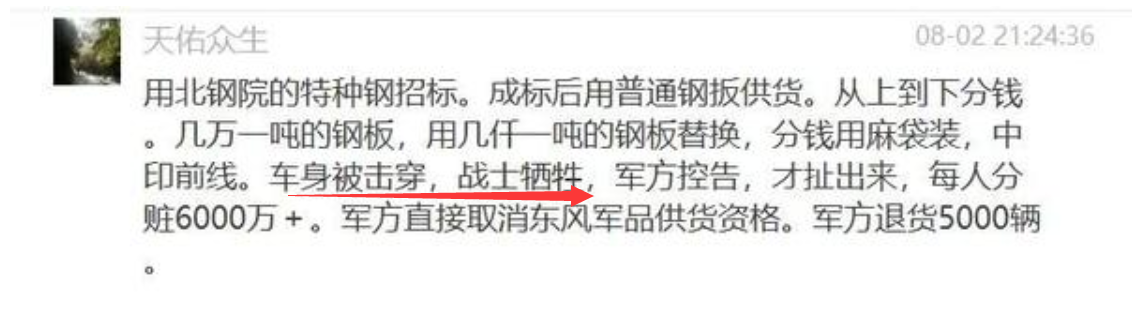 天佑众生
08-02 21:24:36
用北钢院的特种钢招标。成标后用普通钢扳供货。从上到下分钱
。几万一吨的钢板，用几仟一吨的钢板替换，分钱用麻袋装，中
印前线。车身被击穿，战士牺牲，军方控告，才扯出来，每人分
赃6000万+。军方直接取消东风军品供货资格。军方退货5000辆
。